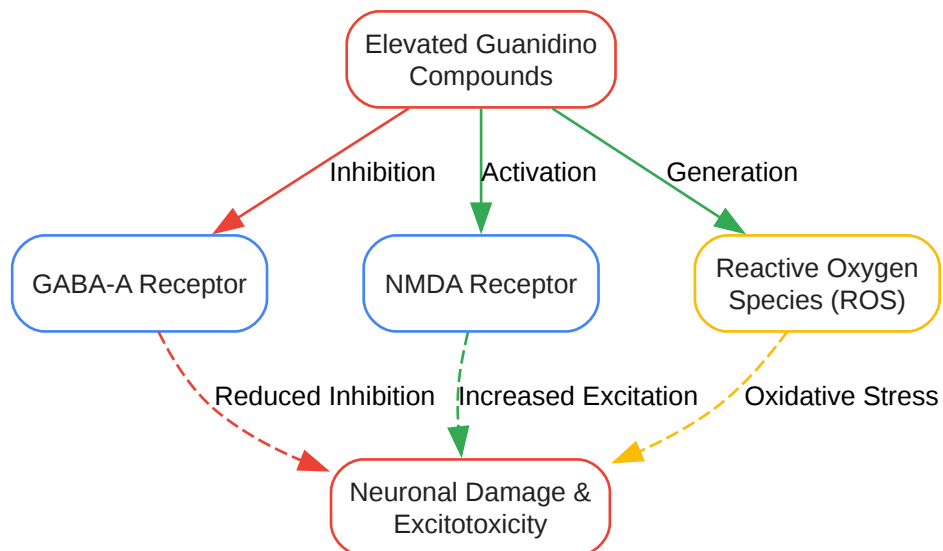 Elevated Guanidino
Compounds
Inhibition
Activation
Generation
GABA-A Receptor
NMDA Receptor
Reactive Oxygen
Species (ROS)
Reduced Inhibition
Increased Excitation
Oxidative Stress
Neuronal Damage &
Excitotoxicity